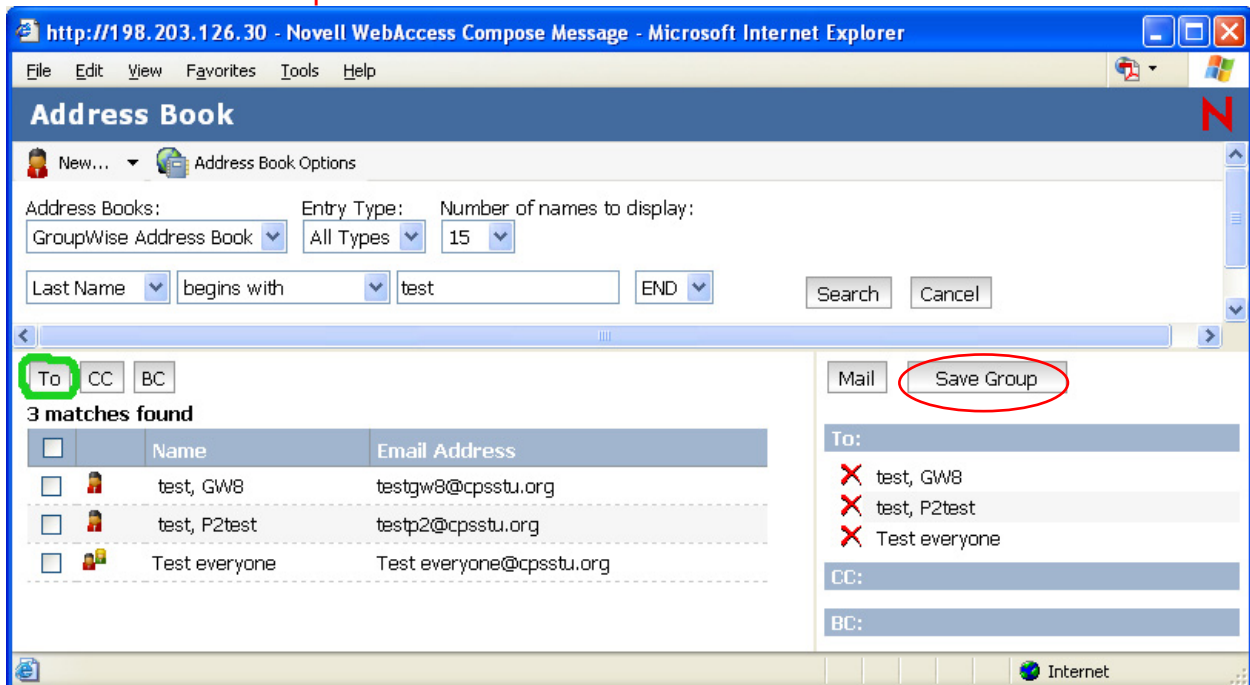 http://198.203.126.30 - Novell WebAccess Compose Message - Microsoft Internet Explorer
File Edit View Favorites Tools Help
Address Book N
New... Address Book Options
Address Books: Entry Type: Number of names to display:
GroupWise Address Book All Types 15
Last Name begins with test END Search Cancel
To CC BC Mail Save Group
3 matches found
Name Email Address To:
test, GW8 testgw8@cpsstu.org test, GW8
test, P2test testp2@cpsstu.org test, P2test
Test everyone Test everyone@cpsstu.org Test everyone
CC:
BC:
Internet